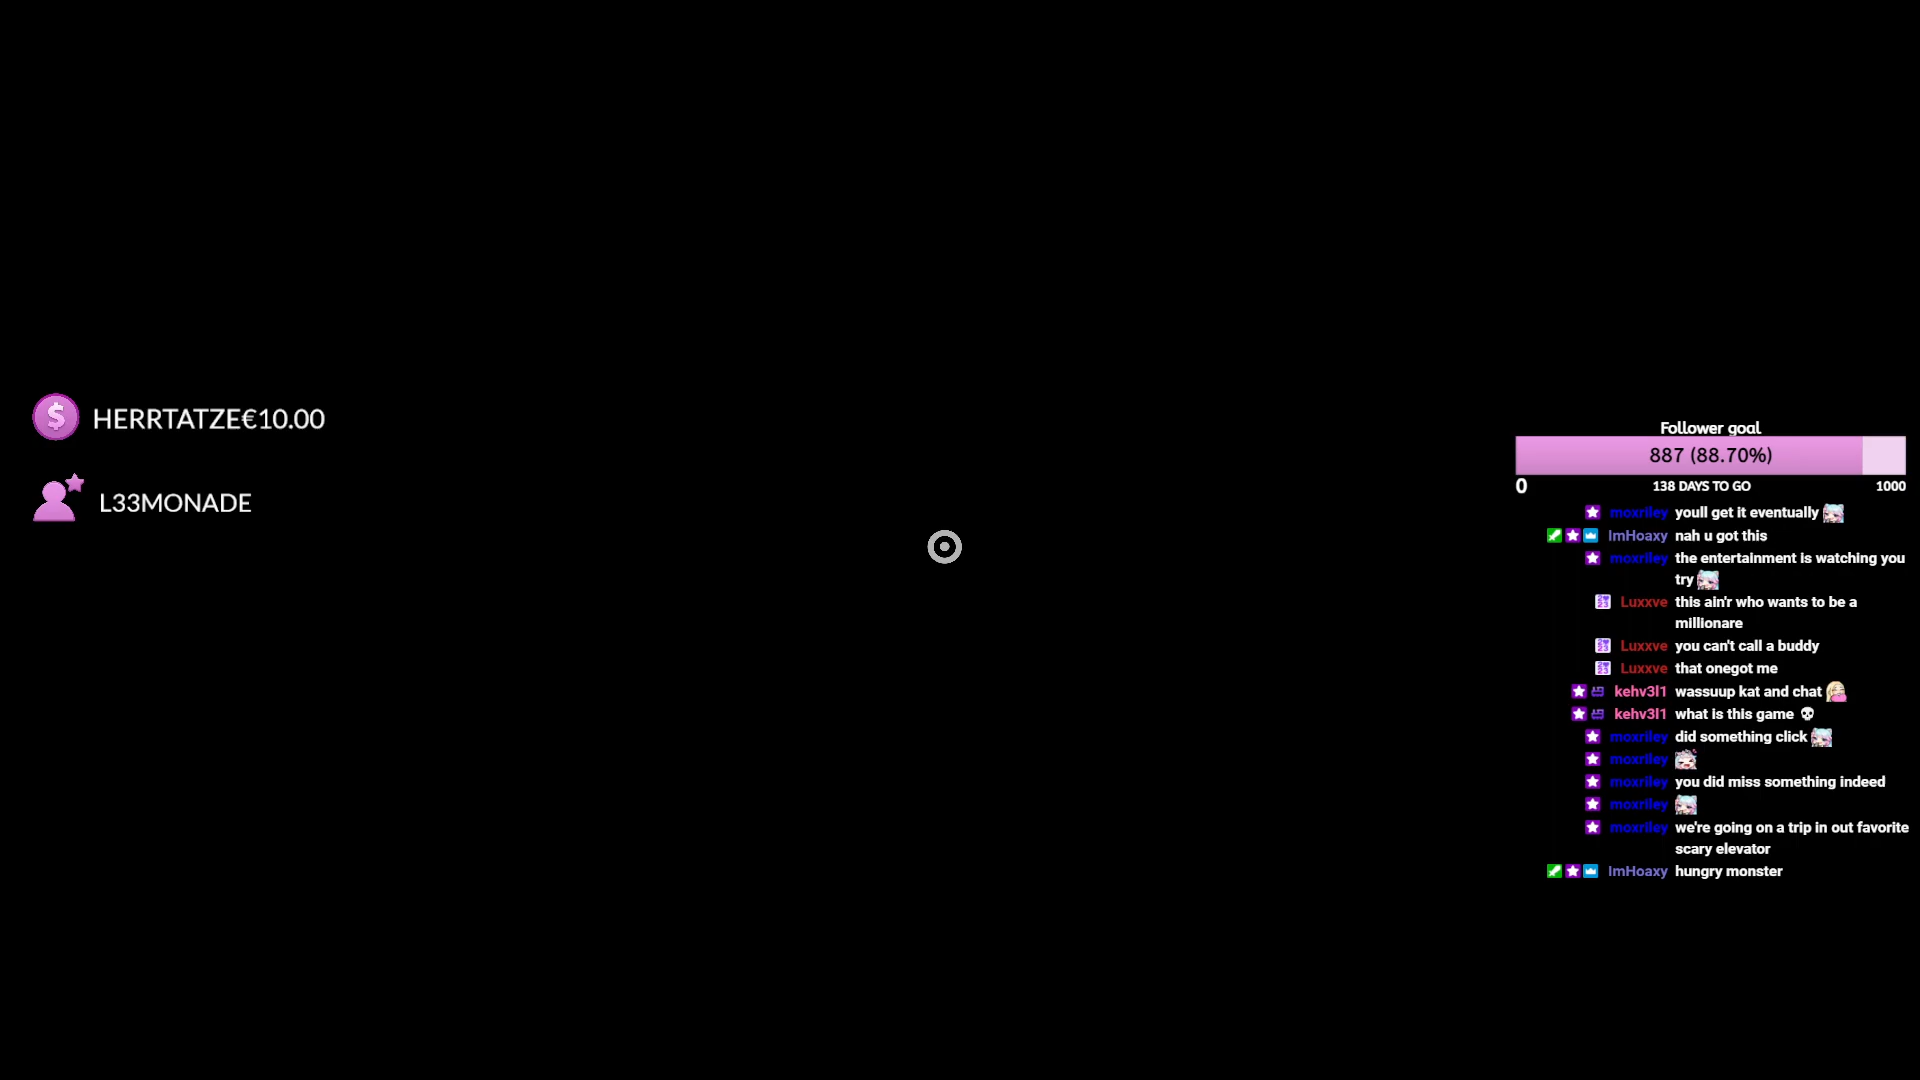 HERRTATZE€10.00
L33MONADE
Follower goal
887 (88.70%)
0 138 DAYS TO GO 1000
moxriley youll get it eventually
ImHoaxy nah u got this
moxriley the entertainment is watching you
try
Luxxve this ain'r who wants to be a
millionare
Luxxve you can't call a buddy
Luxxve that onegot me
kehv3l1 wassuup kat and chat
kehv3l1 what is this game 💀
moxriley did something click
moxriley
moxriley you did miss something indeed
moxriley
moxriley we're going on a trip in out favorite
scary elevator
ImHoaxy hungry monster